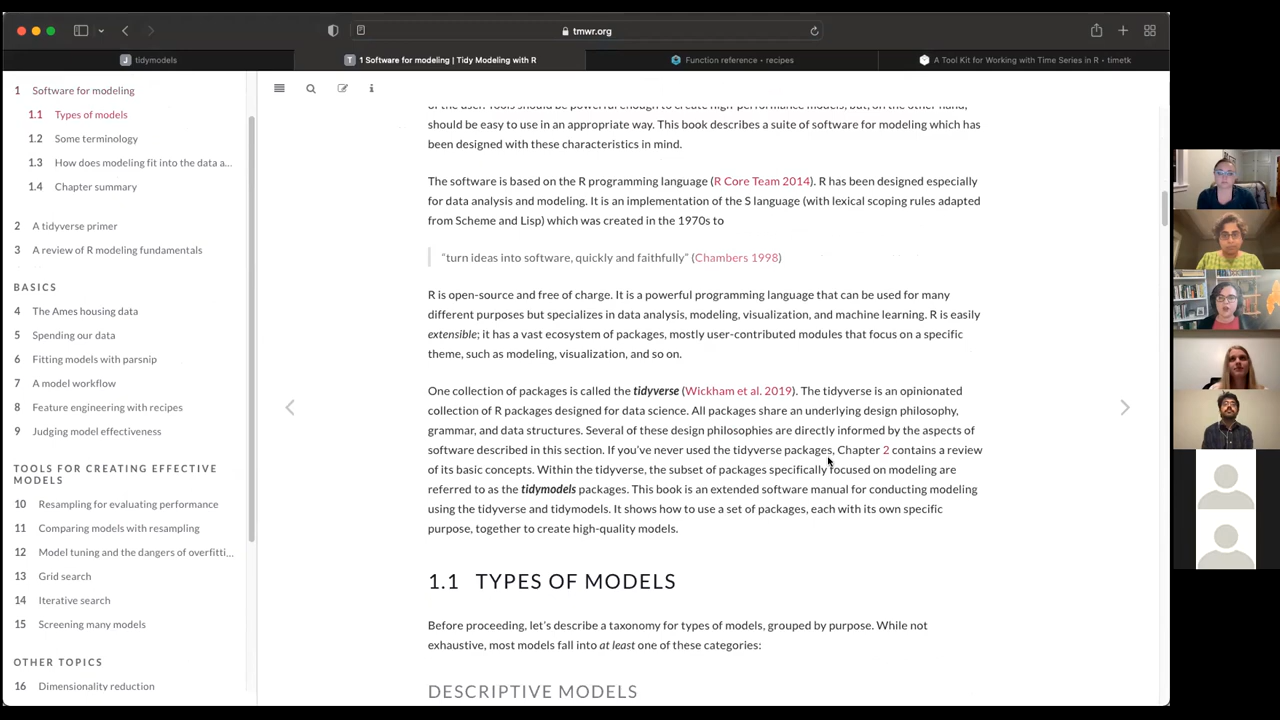 tmwr.org
tidymodels
1 Software for modeling | Tidy Modeling with R
Function reference • recipes
A Tool Kit for Working with Time Series in R • timetk
1 Software for modeling
1.1 Types of models
1.2 Some terminology
1.3 How does modeling fit into the data a...
1.4 Chapter summary
2 A tidyverse primer
3 A review of R modeling fundamentals
BASICS
4 The Ames housing data
5 Spending our data
6 Fitting models with parsnip
7 A model workflow
8 Feature engineering with recipes
9 Judging model effectiveness
TOOLS FOR CREATING EFFECTIVE
MODELS
10 Resampling for evaluating performance
11 Comparing models with resampling
12 Model tuning and the dangers of overfitti...
13 Grid search
14 Iterative search
15 Screening many models
OTHER TOPICS
16 Dimensionality reduction
of the user. Tools should be powerful enough to create high-performance models, but, on the other hand,
should be easy to use in an appropriate way. This book describes a suite of software for modeling which has
been designed with these characteristics in mind.
The software is based on the R programming language (R Core Team 2014). R has been designed especially
for data analysis and modeling. It is an implementation of the S language (with lexical scoping rules adapted
from Scheme and Lisp) which was created in the 1970s to
“turn ideas into software, quickly and faithfully” (Chambers 1998)
R is open-source and free of charge. It is a powerful programming language that can be used for many
different purposes but specializes in data analysis, modeling, visualization, and machine learning. R is easily
extensible; it has a vast ecosystem of packages, mostly user-contributed modules that focus on a specific
theme, such as modeling, visualization, and so on.
One collection of packages is called the tidyverse (Wickham et al. 2019). The tidyverse is an opinionated
collection of R packages designed for data science. All packages share an underlying design philosophy,
grammar, and data structures. Several of these design philosophies are directly informed by the aspects of
software described in this section. If you’ve never used the tidyverse packages, Chapter 2 contains a review
of its basic concepts. Within the tidyverse, the subset of packages specifically focused on modeling are
referred to as the tidymodels packages. This book is an extended software manual for conducting modeling
using the tidyverse and tidymodels. It shows how to use a set of packages, each with its own specific
purpose, together to create high-quality models.
1.1 TYPES OF MODELS
Before proceeding, let’s describe a taxonomy for types of models, grouped by purpose. While not
exhaustive, most models fall into at least one of these categories:
DESCRIPTIVE MODELS